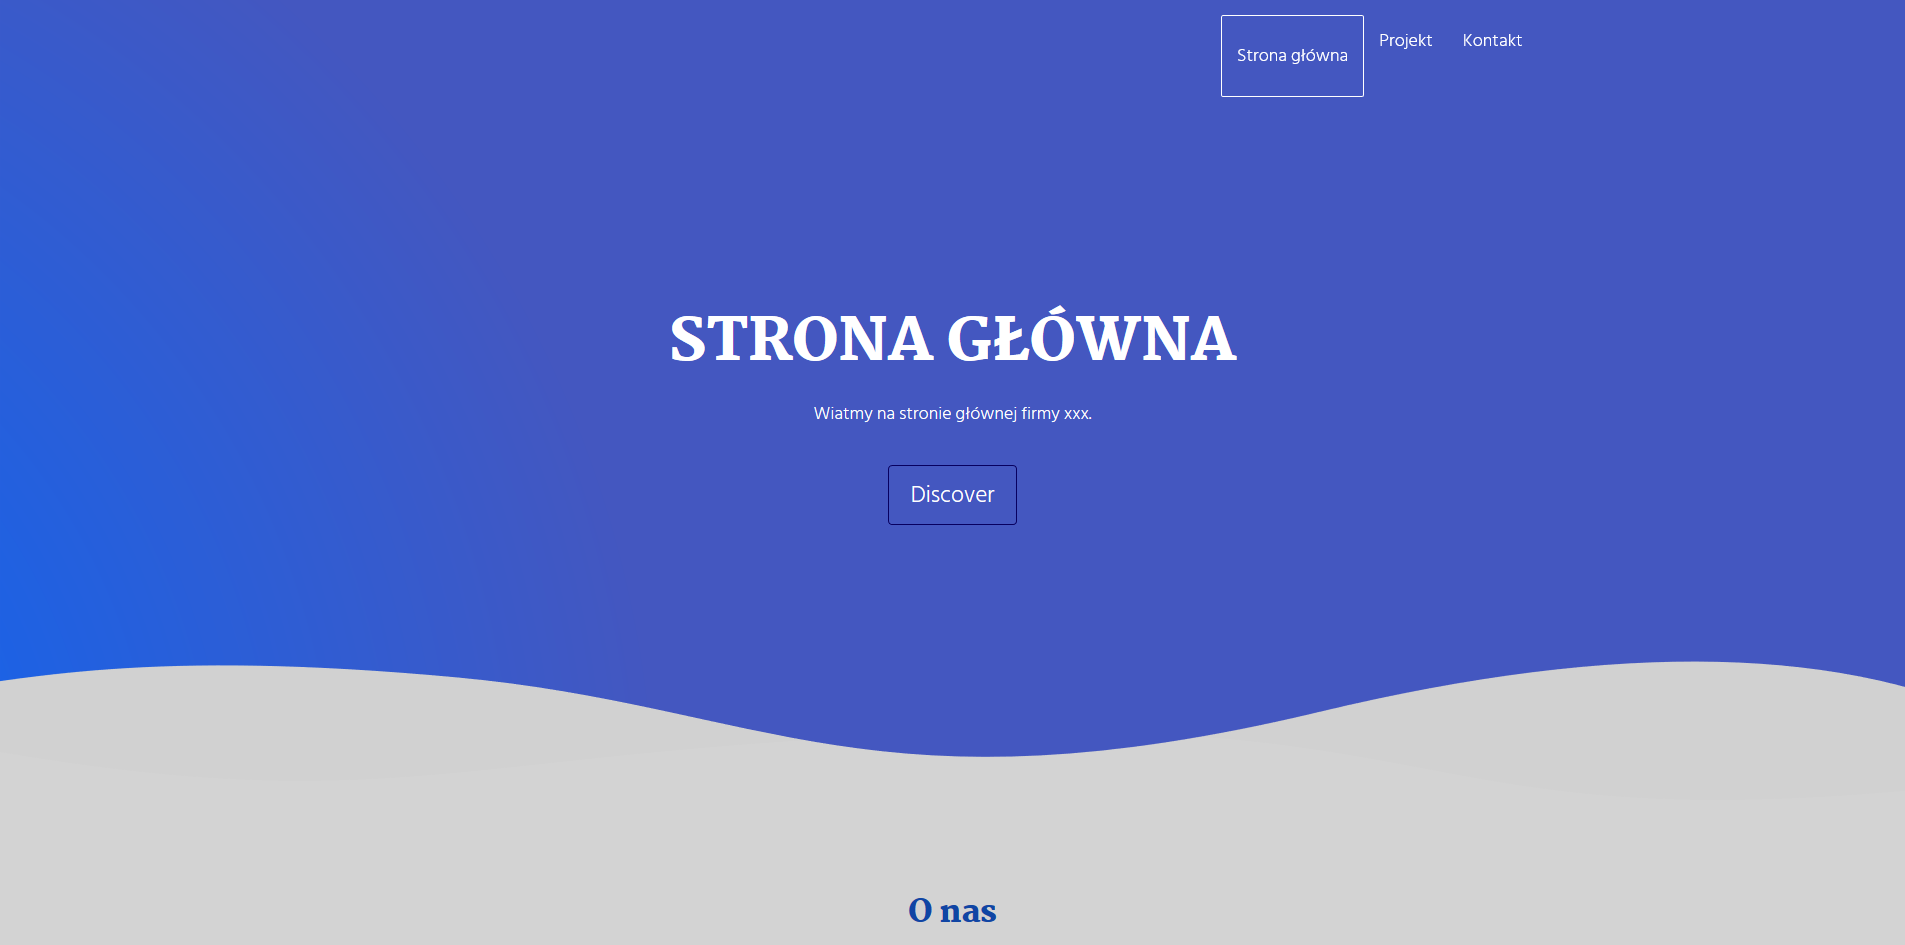 Strona główna Projekt Kontakt
STRONA GŁÓWNA
Wiatmy na stronie głównej firmy xxx.
Discover
O nas